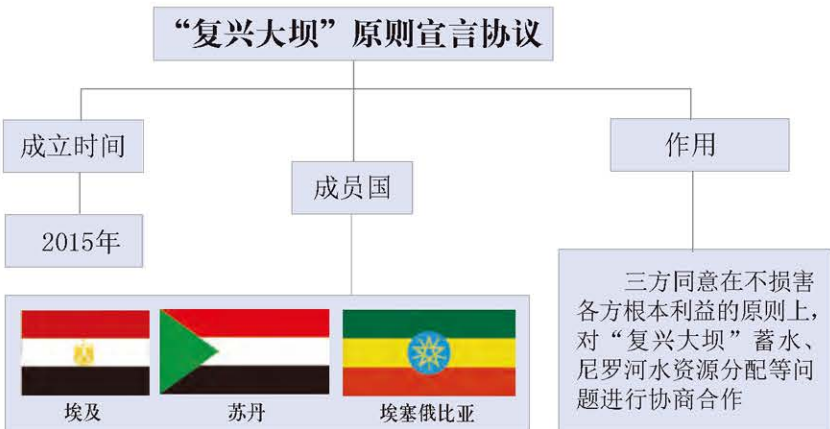 “复兴大坝”原则宣言协议
成立时间
2015年
成员国
埃及
苏丹
埃塞俄比亚
作用
三方同意在不损害
各方根本利益的原则上，
对“复兴大坝”蓄水、
尼罗河水资源分配等问
题进行协商合作